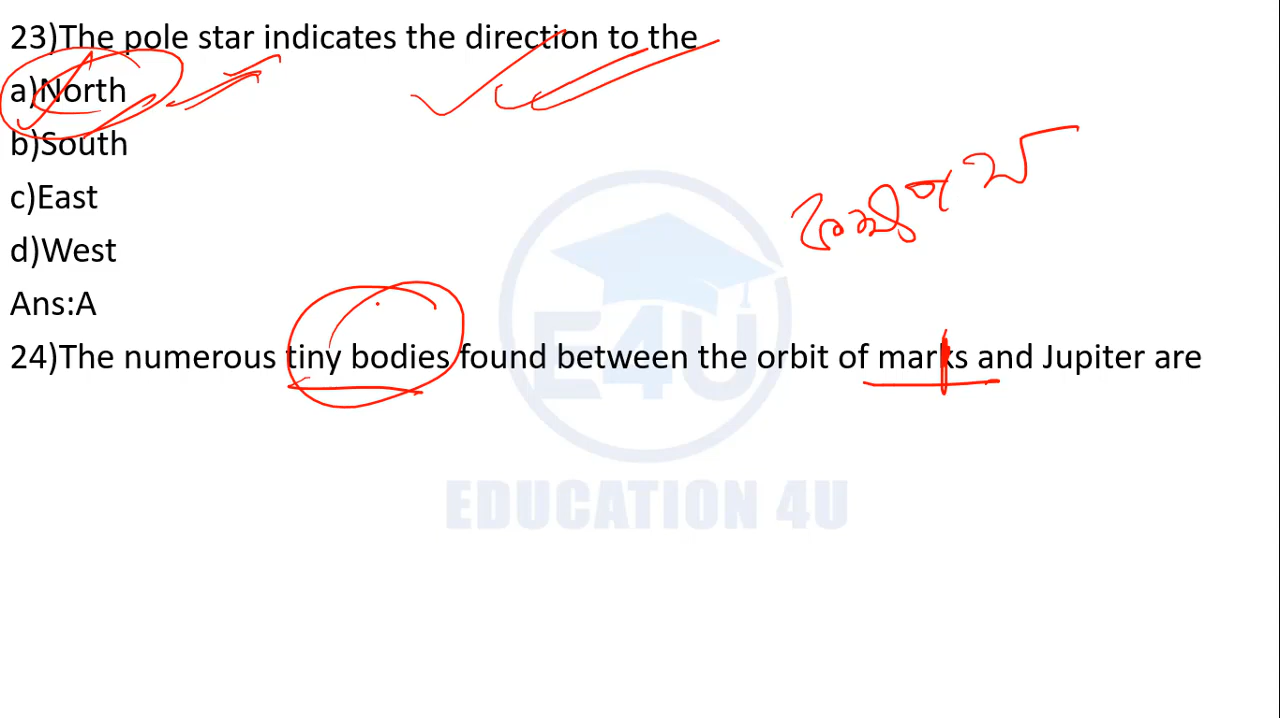 23)The pole star indicates the direction to the
a)North
b)South
c)East
d)West
Ans:A
24)The numerous tiny bodies found between the orbit of marks and Jupiter are
E4U
EDUCATION 4U